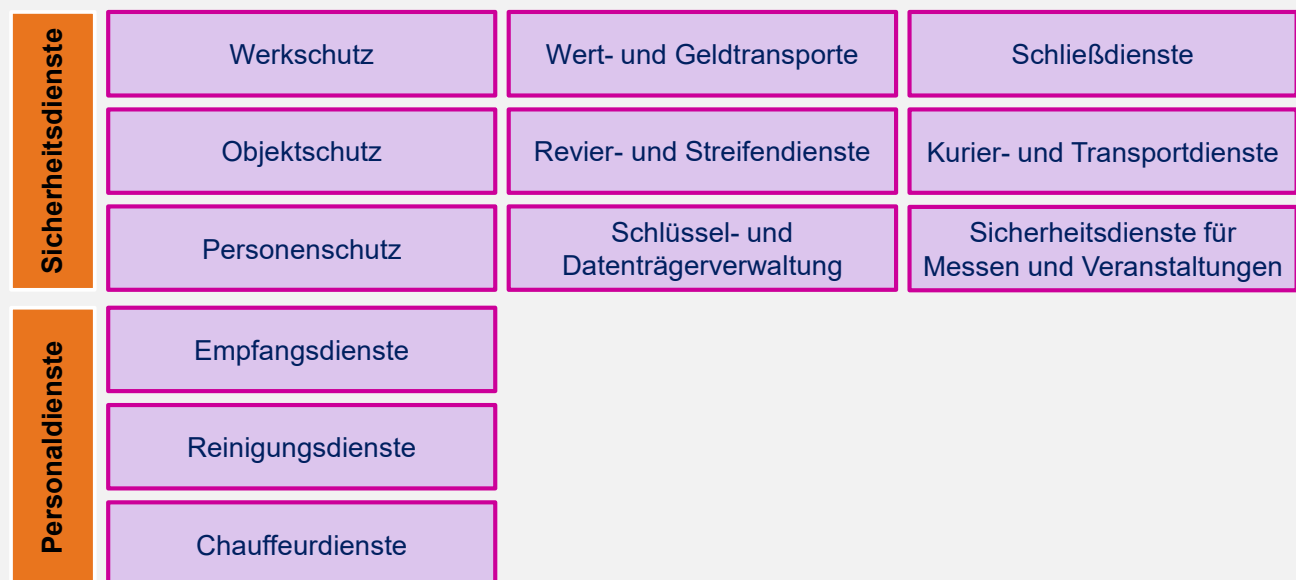 Sicherheitsdienste
Werkschutz
Wert- und Geldtransporte
Schließdienste
Objektschutz
Revier- und Streifendienste
Kurier- und Transportdienste
Personenschutz
Schlüssel- und
Datenträgerverwaltung
Sicherheitsdienste für
Messen und Veranstaltungen
Personaldienste
Empfangsdienste
Reinigungsdienste
Chauffeurdienste